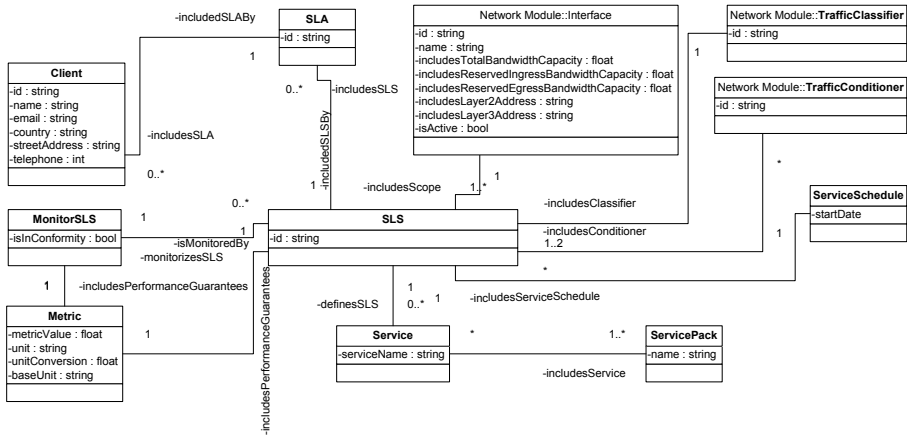 -includedSLABy
SLA
-id : string
1
0..*
-includesSLS
-includedSLSBy
1
Client
-id : string
-name : string
-email : string
-country : string
-streetAddress : string
-telephone : int
-includesSLA
0..*
Network Module::Interface
-id : string
-name : string
-includesTotalBandwidthCapacity : float
-includesReservedIngressBandwidthCapacity : float
-includesReservedEgressBandwidthCapacity : float
-includesLayer2Address : string
-includesLayer3Address : string
-isActive : bool
1
-includesScope
1..*
Network Module::TrafficClassifier
-id : string
1
Network Module::TrafficConditioner
-id : string
*
-includesClassifier
-includesConditioner
1..2
ServiceSchedule
-startDate
1
*
-includesServiceSchedule
MonitorSLS
-isInConformity : bool
1
0..*
1
-isMonitoredBy
-monitorizesSLS
SLS
-id : string
1
1
-includesPerformanceGuarantees
-includesPerformanceGuarantees
Metric
-metricValue : float
-unit : string
-unitConversion : float
-baseUnit : string
1
1
0..*
1
-definesSLS
Service
-serviceName : string
*
1..*
-includesService
ServicePack
-name : string